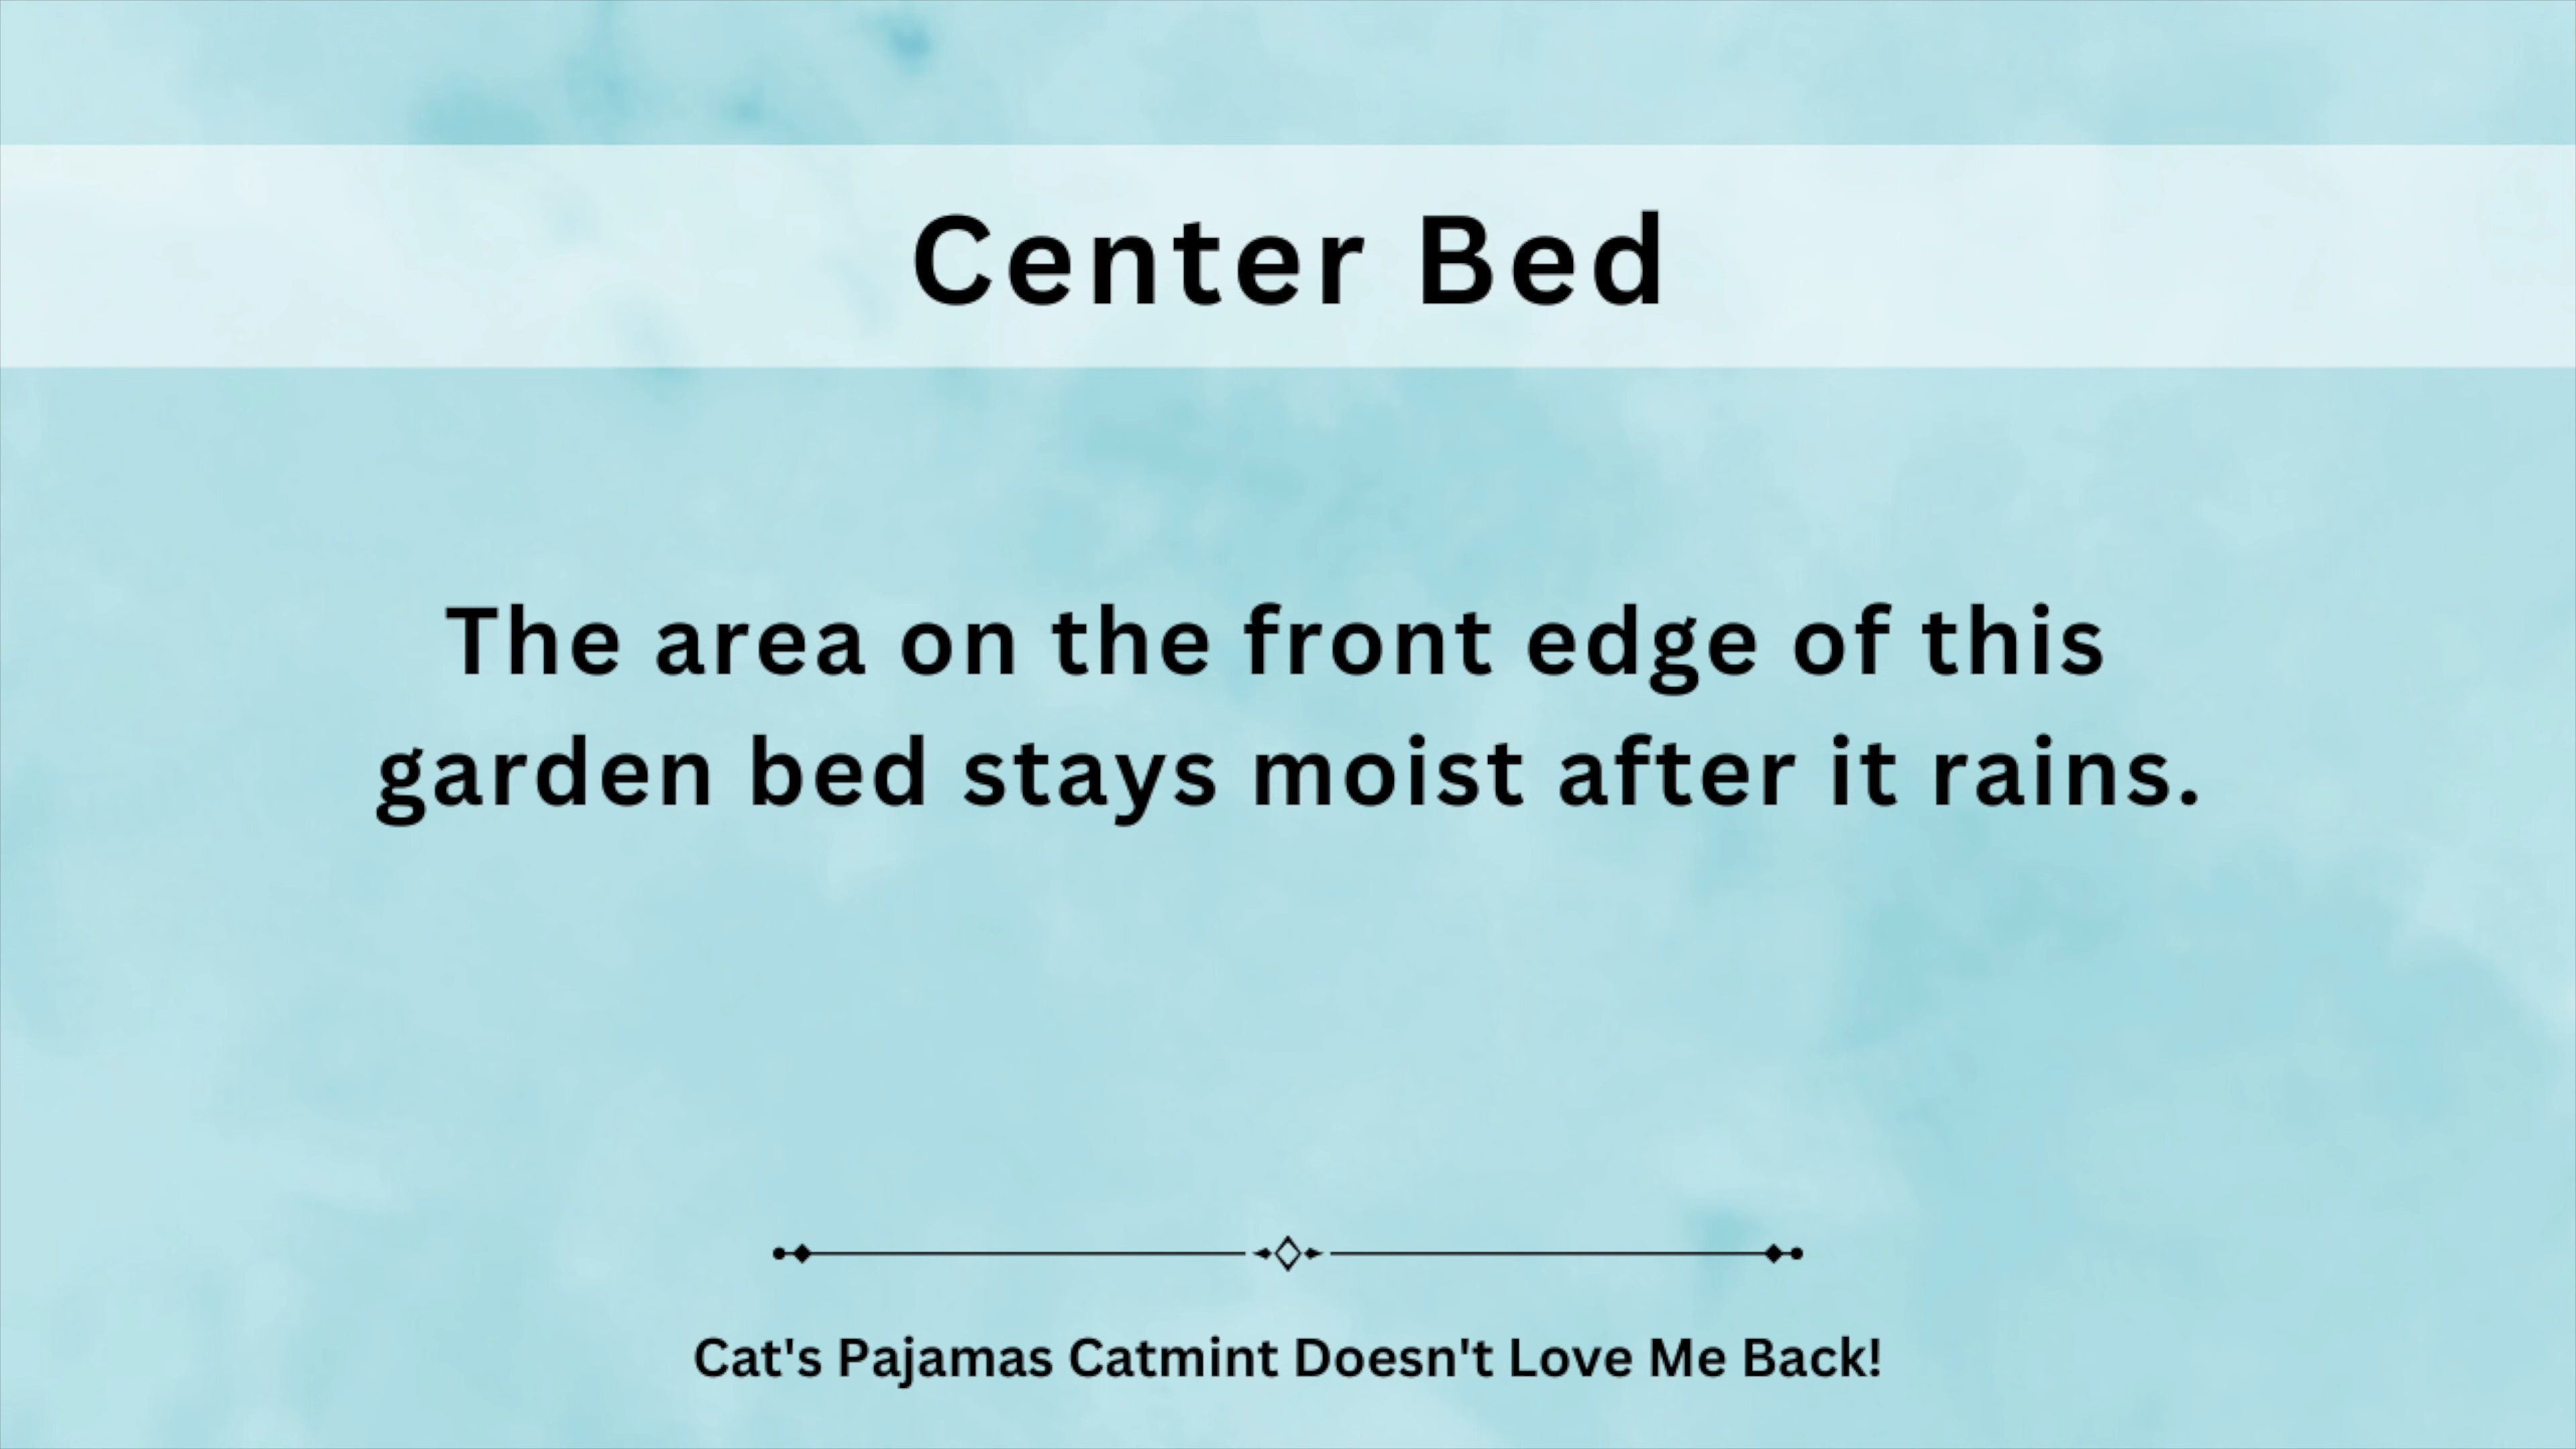 Center Bed
The area on the front edge of this
garden bed stays moist after it rains.
Cat's Pajamas Catmint Doesn't Love Me Back!